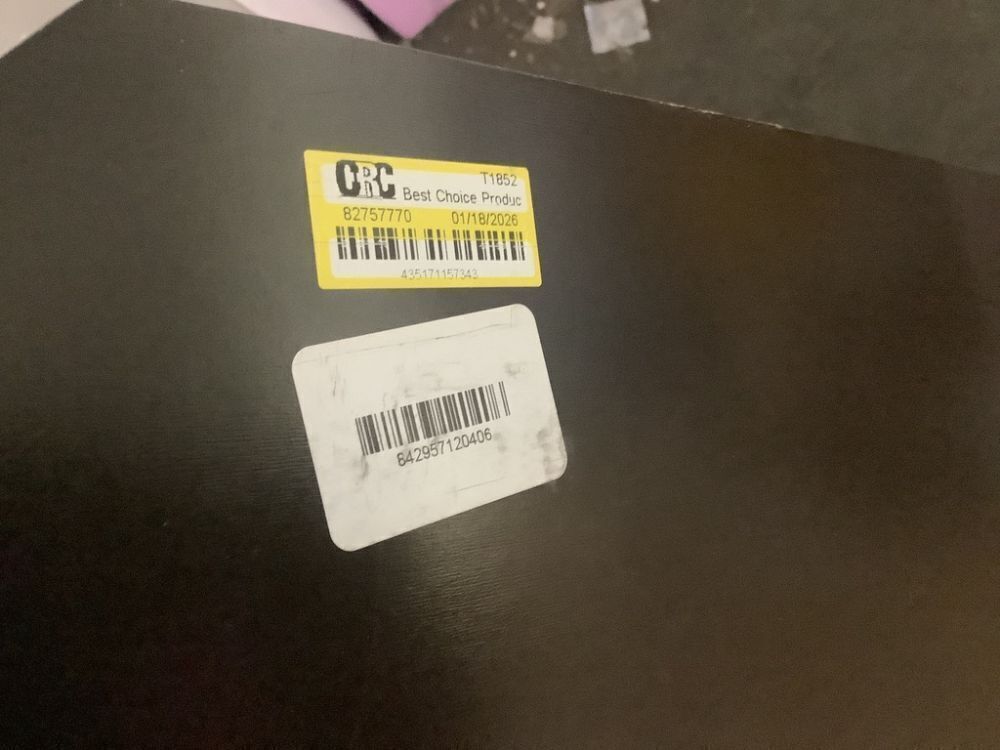 CRC T1852
Best Choice Produc
82757770 01/18/2026
435171157343
842957120406